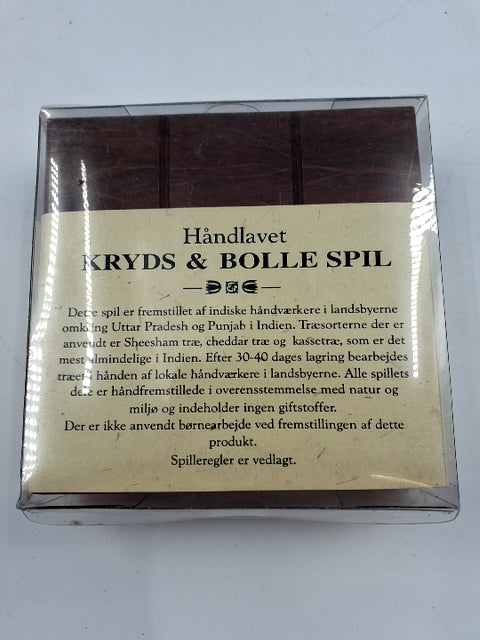 Håndlavet
KRYDS & BOLLE SPIL
Dette spil er fremstillet af indiske håndværkere i landsbyerne
omkring Uttar Pradesh og Punjab i Indien. Træsorterne der er
anvendt er Sheesham træ, cheddar træ og kassetræ, som er det
mest almindelige i Indien. Efter 30-40 dages lagring bearbejdes
træet i hånden af lokale håndværkere i landsbyerne. Alle spillets
dele er håndfremstillede i overensstemmelse med natur og
miljø og indeholder ingen giftstoffer.
Der er ikke anvendt børnearbejde ved fremstillingen af dette
produkt.
Spilleregler er vedlagt.